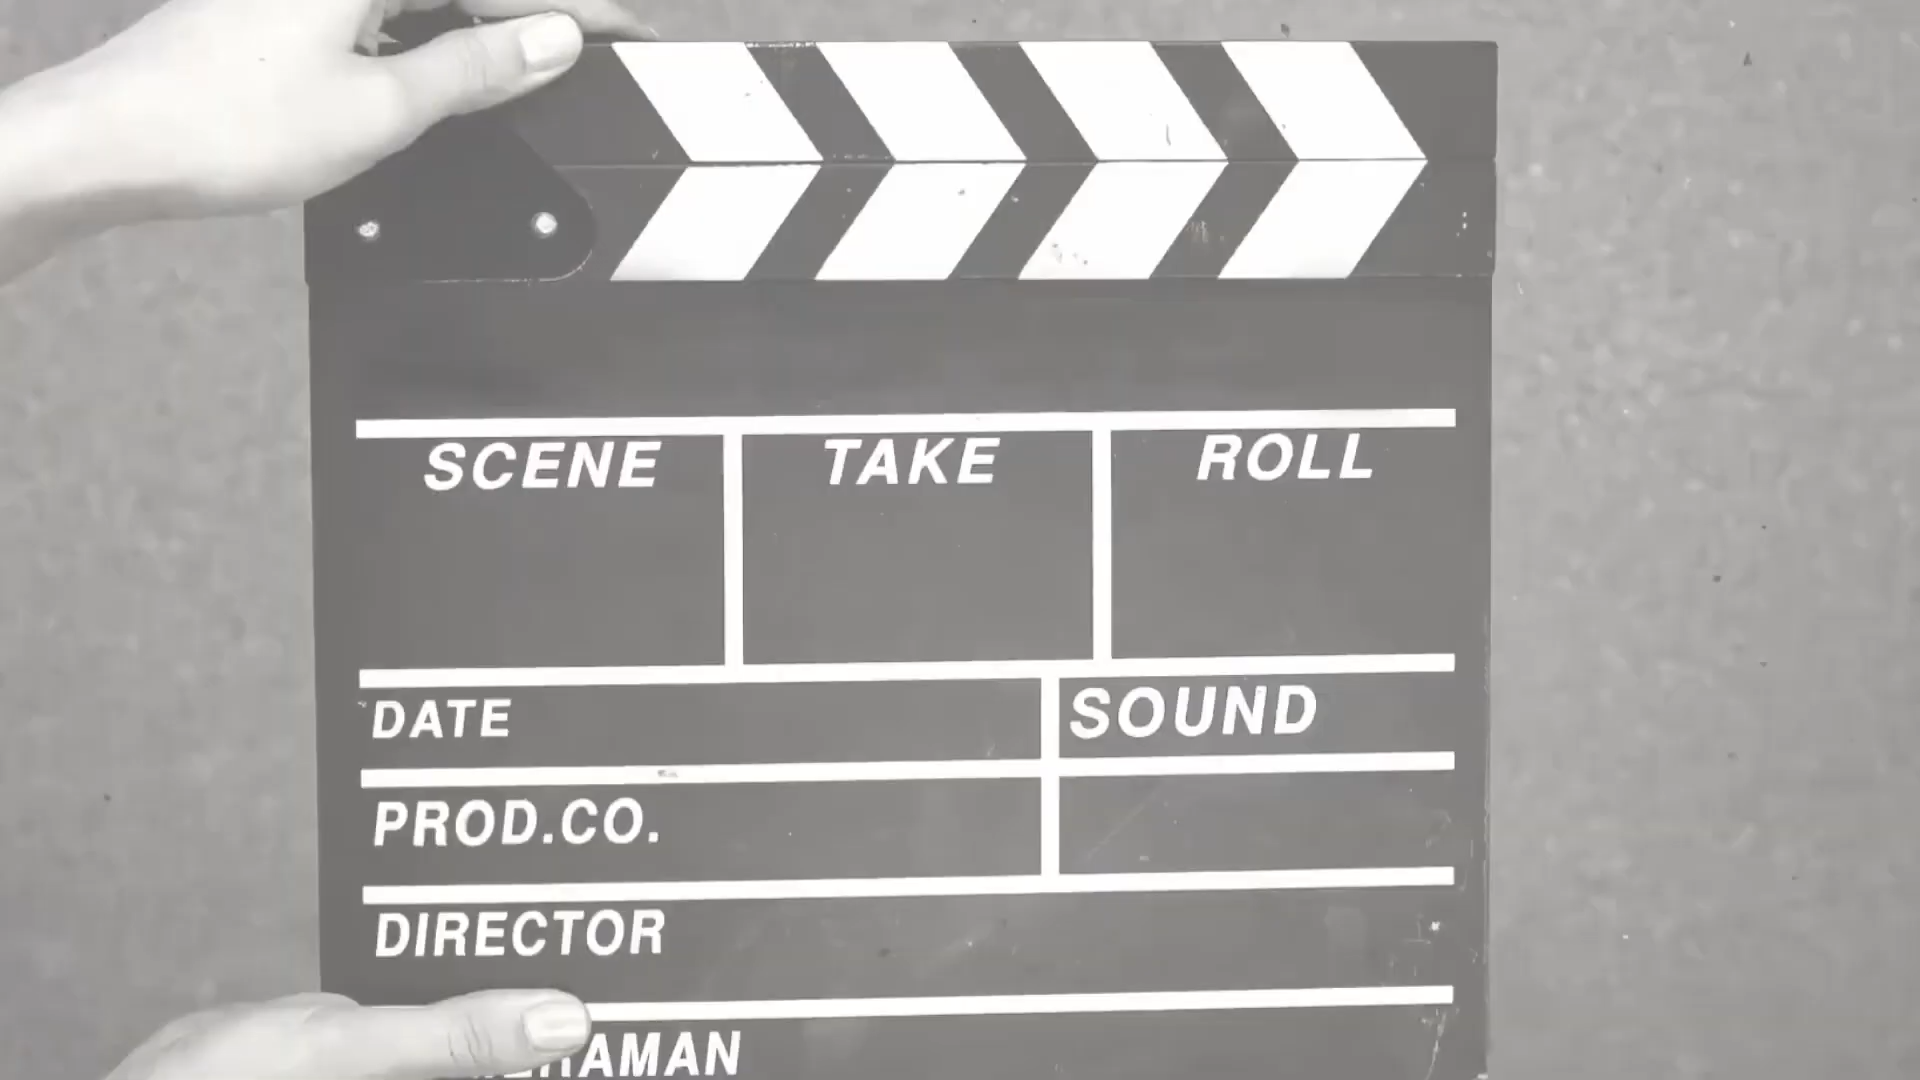 SCENE TAKE ROLL
DATE SOUND
PROD.CO.
DIRECTOR